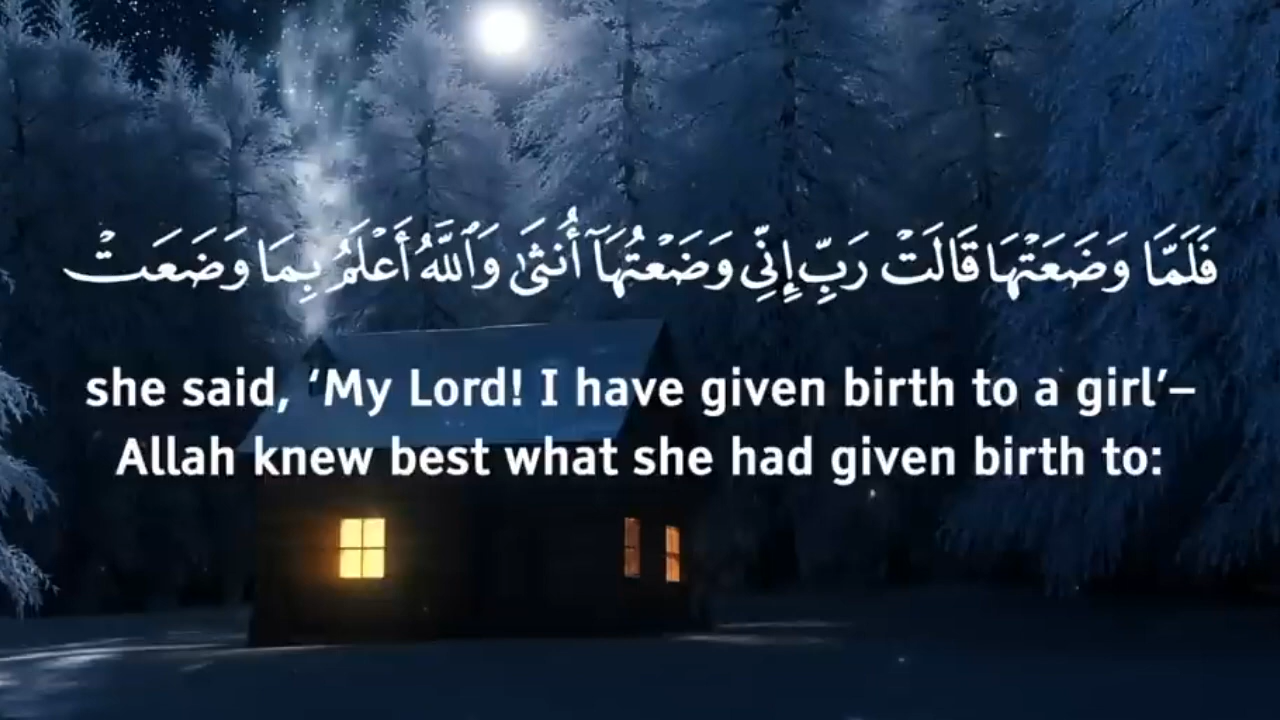 فَلَمَّا وَضَعَتْهَا قَالَتْ رَبِّ إِنِّي وَضَعْتُهَآ أُنثَىٰ وَٱللَّهُ أَعْلَمُ بِمَا وَضَعَتْ
she said, ‘My Lord! I have given birth to a girl’–
Allah knew best what she had given birth to: